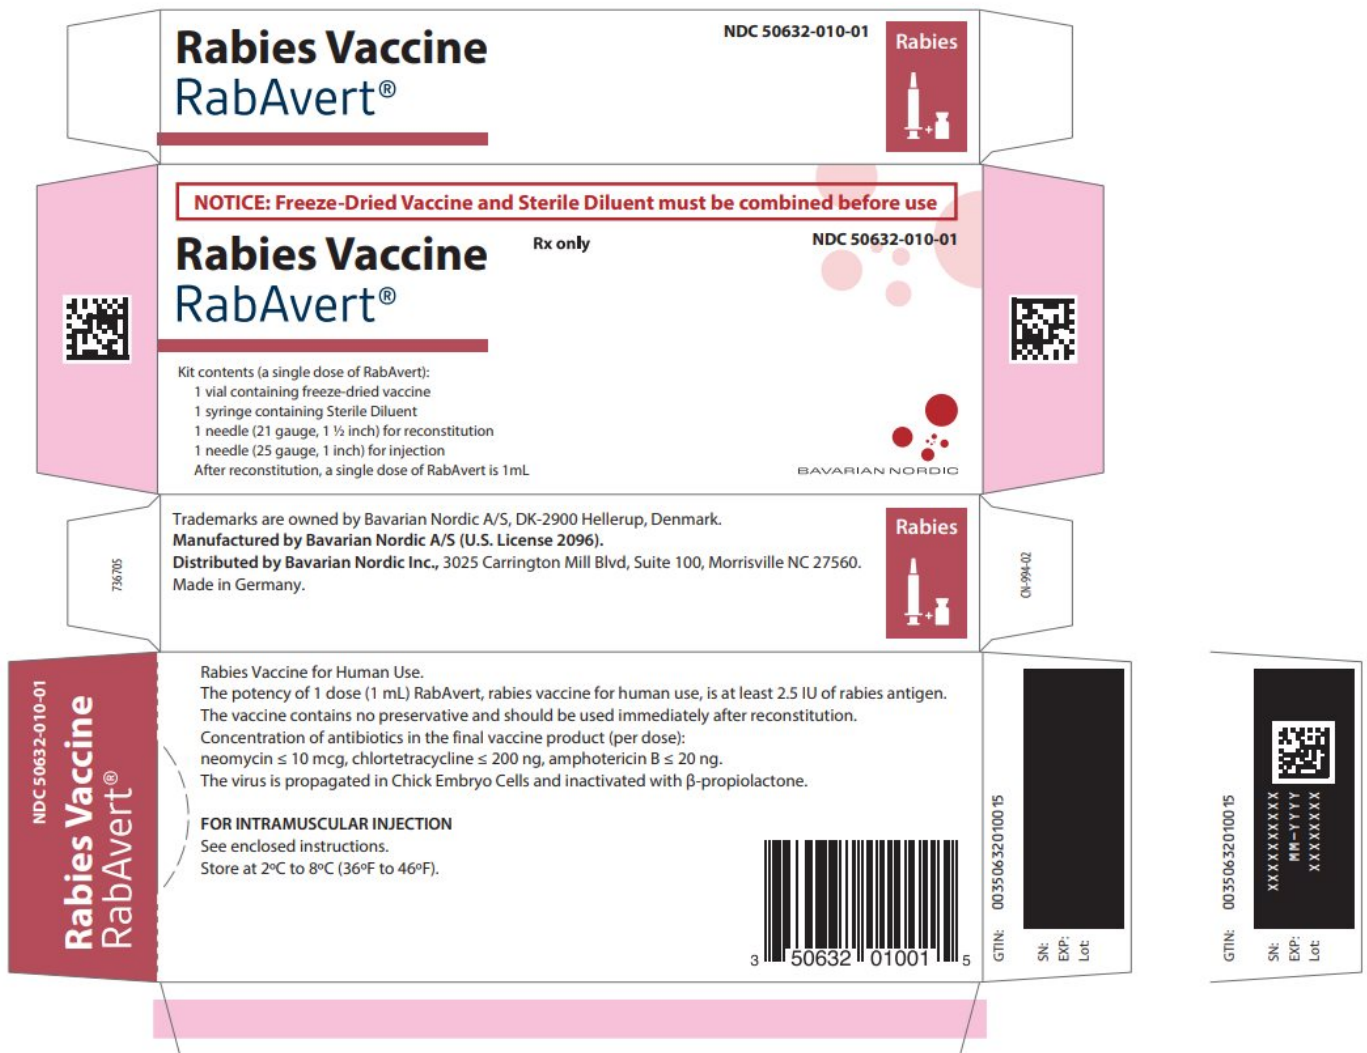 Rabies Vaccine
RabAvert®
NDC 50632-010-01
Rabies
+
NOTICE: Freeze-Dried Vaccine and Sterile Diluent must be combined before use
Rabies Vaccine
RabAvert®
Rx only
NDC 50632-010-01
Kit contents (a single dose of RabAvert):
1 vial containing freeze-dried vaccine
1 syringe containing Sterile Diluent
1 needle (21 gauge, 1 ½ inch) for reconstitution
1 needle (25 gauge, 1 inch) for injection
After reconstitution, a single dose of RabAvert is 1mL
BAVARIAN NORDIC
736705
Trademarks are owned by Bavarian Nordic A/S, DK-2900 Hellerup, Denmark.
Manufactured by Bavarian Nordic A/S (U.S. License 2096).
Distributed by Bavarian Nordic Inc., 3025 Carrington Mill Blvd, Suite 100, Morrisville NC 27560.
Made in Germany.
Rabies
+
CN-994-02
NDC 50632-010-01
Rabies Vaccine
RabAvert®
Rabies Vaccine for Human Use.
The potency of 1 dose (1 mL) RabAvert, rabies vaccine for human use, is at least 2.5 IU of rabies antigen.
The vaccine contains no preservative and should be used immediately after reconstitution.
Concentration of antibiotics in the final vaccine product (per dose):
neomycin ≤ 10 mcg, chlortetracycline ≤ 200 ng, amphotericin B ≤ 20 ng.
The virus is propagated in Chick Embryo Cells and inactivated with β-propiolactone.
FOR INTRAMUSCULAR INJECTION
See enclosed instructions.
Store at 2ºC to 8ºC (36ºF to 46ºF).
3 50632 01001 5
GTIN: 00350632010015
SN:
EXP:
Lot:
GTIN: 00350632010015
SN: XXXXXXXXXX
EXP: MM-YYYY
Lot: XXXXXXXX